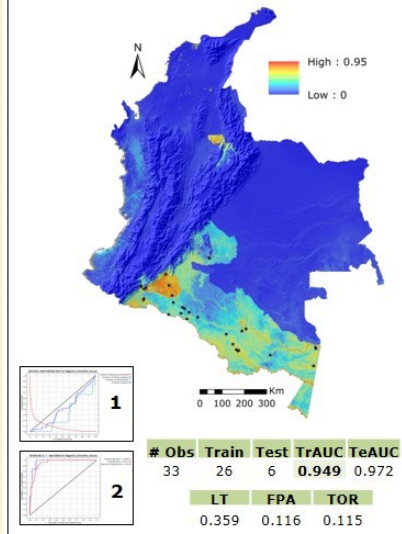 N
High : 0.95
Low : 0
Km
0 100 200 300
1
2
# Obs Train Test TrAUC TeAUC
33 26 6 0.949 0.972
LT FPA TOR
0.359 0.116 0.115